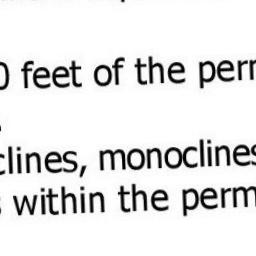 0 feet of the perm
clines, monoclines
s within the perm